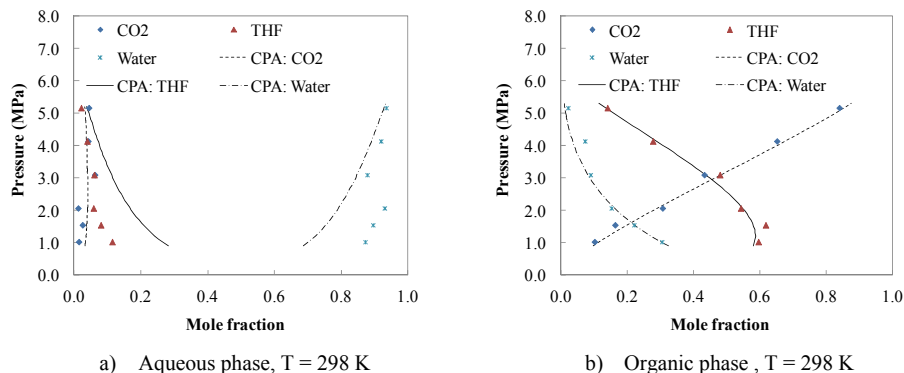 8.0
7.0
6.0
5.0
4.0
3.0
2.0
1.0
0.0
Pressure (MPa)
CO2
THF
Water
CPA: CO2
CPA: THF
CPA: Water
0.0 0.2 0.4 0.6 0.8 1.0
Mole fraction
a) Aqueous phase, T = 298 K
8.0
7.0
6.0
5.0
4.0
3.0
2.0
1.0
0.0
Pressure (MPa)
CO2
THF
Water
CPA: CO2
CPA: THF
CPA: Water
0.0 0.2 0.4 0.6 0.8 1.0
Mole fraction
b) Organic phase , T = 298 K